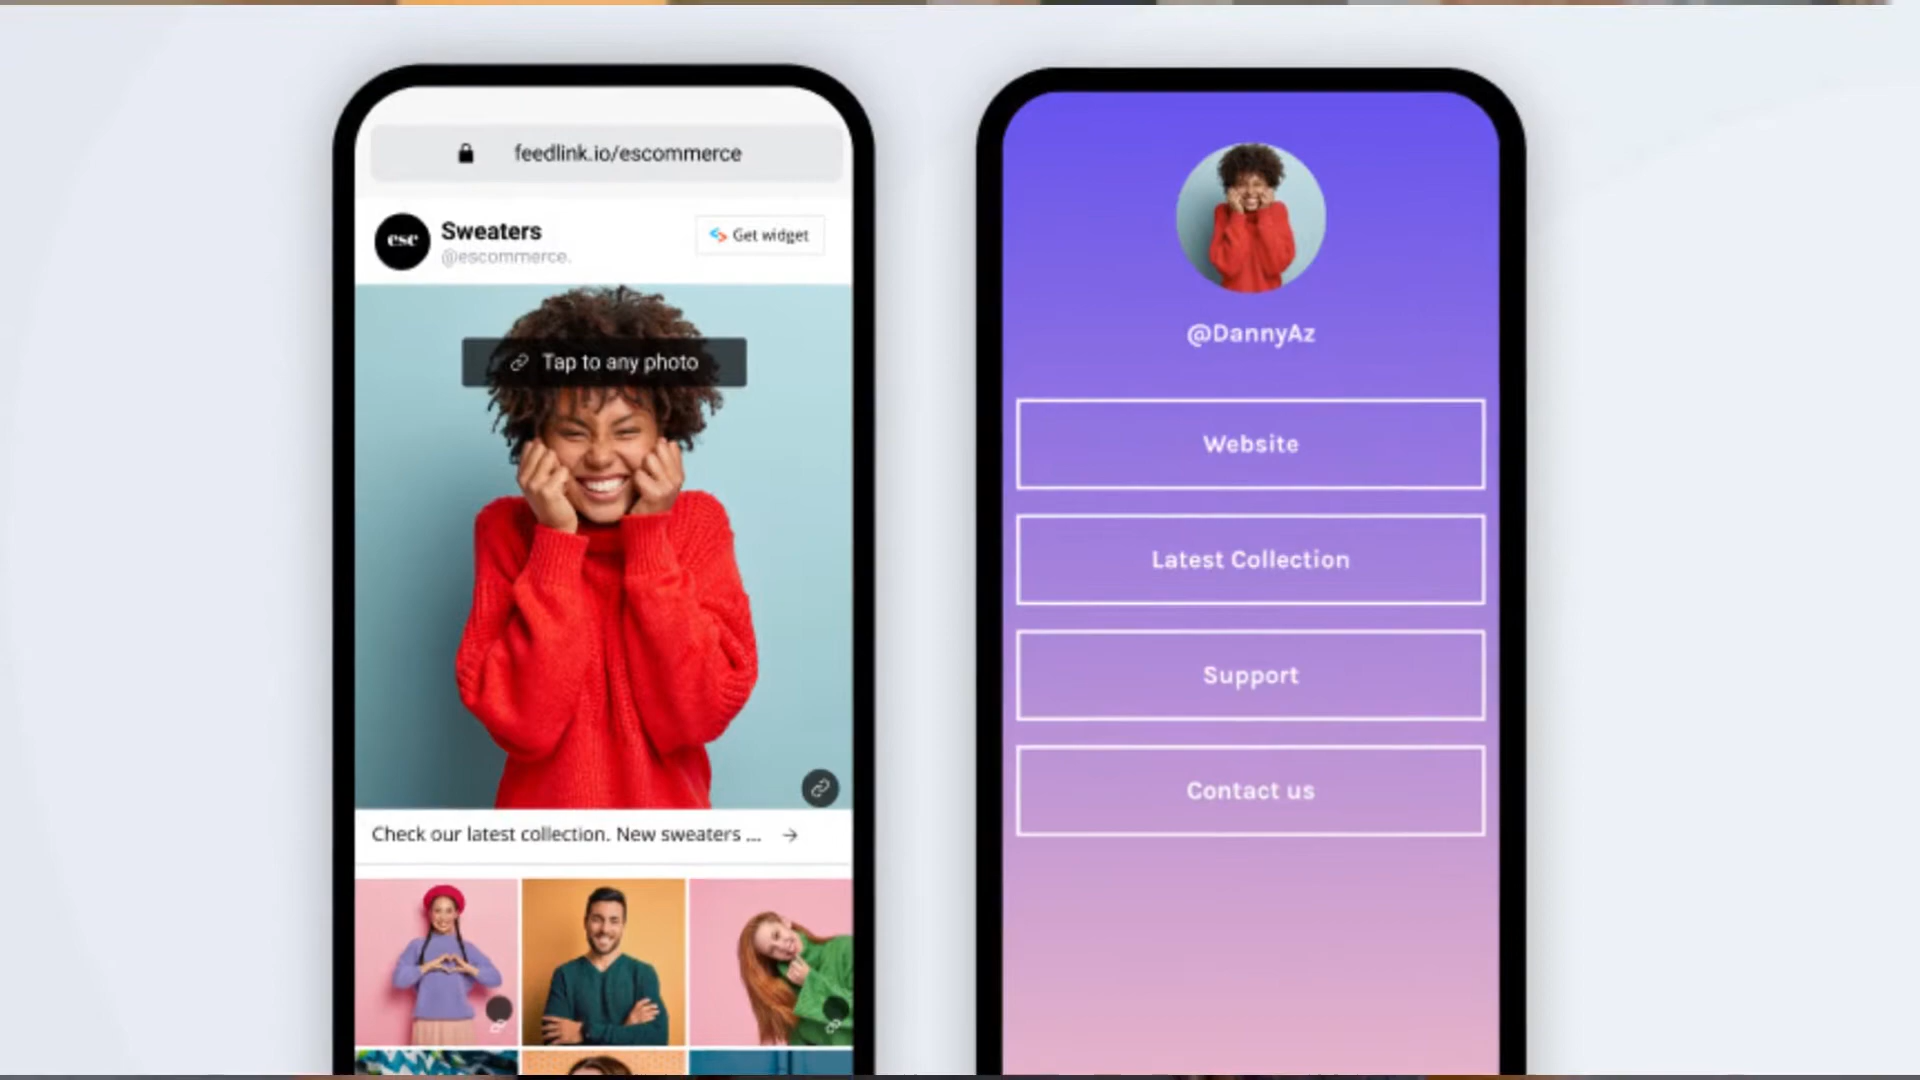 feedlink.io/escommerce
esc
Sweaters
@escommerce.
Get widget
Tap to any photo
Check our latest collection. New sweaters ...
@DannyAz
Website
Latest Collection
Support
Contact us